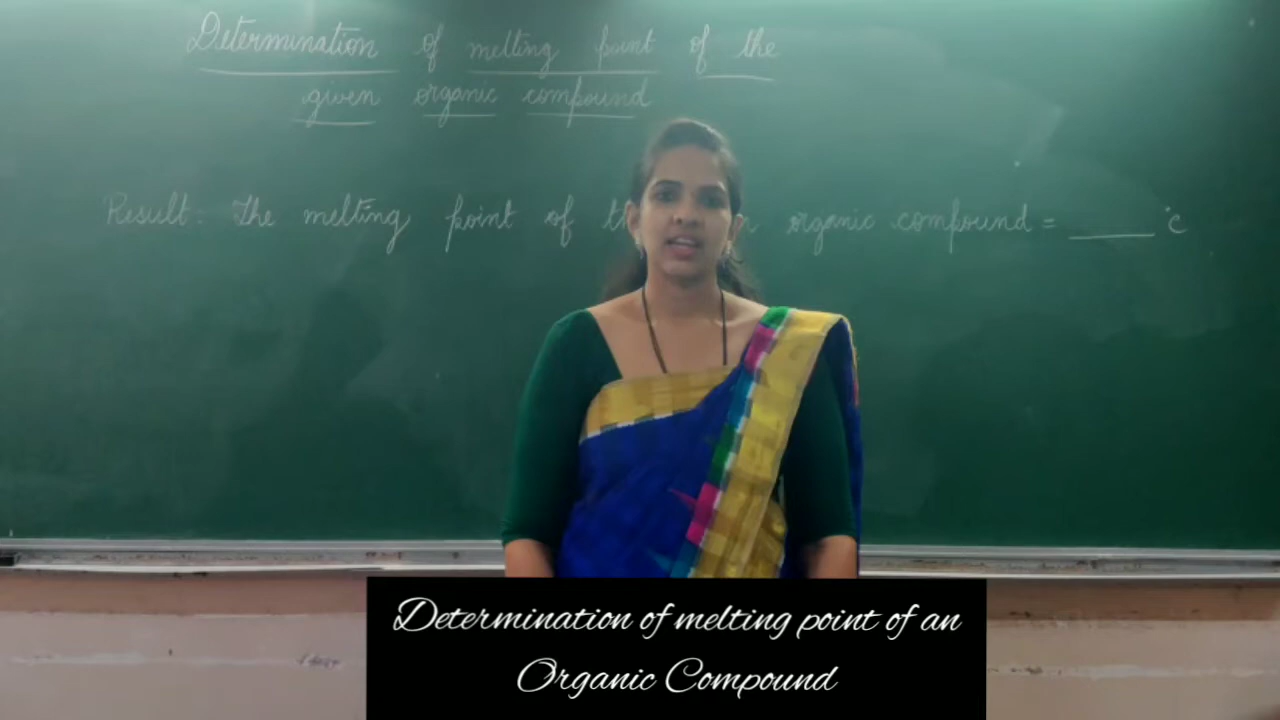 Determination of melting point of the
given organic compound
Result: The melting point of organic compound = ____ °C
Determination of melting point of an
Organic Compound